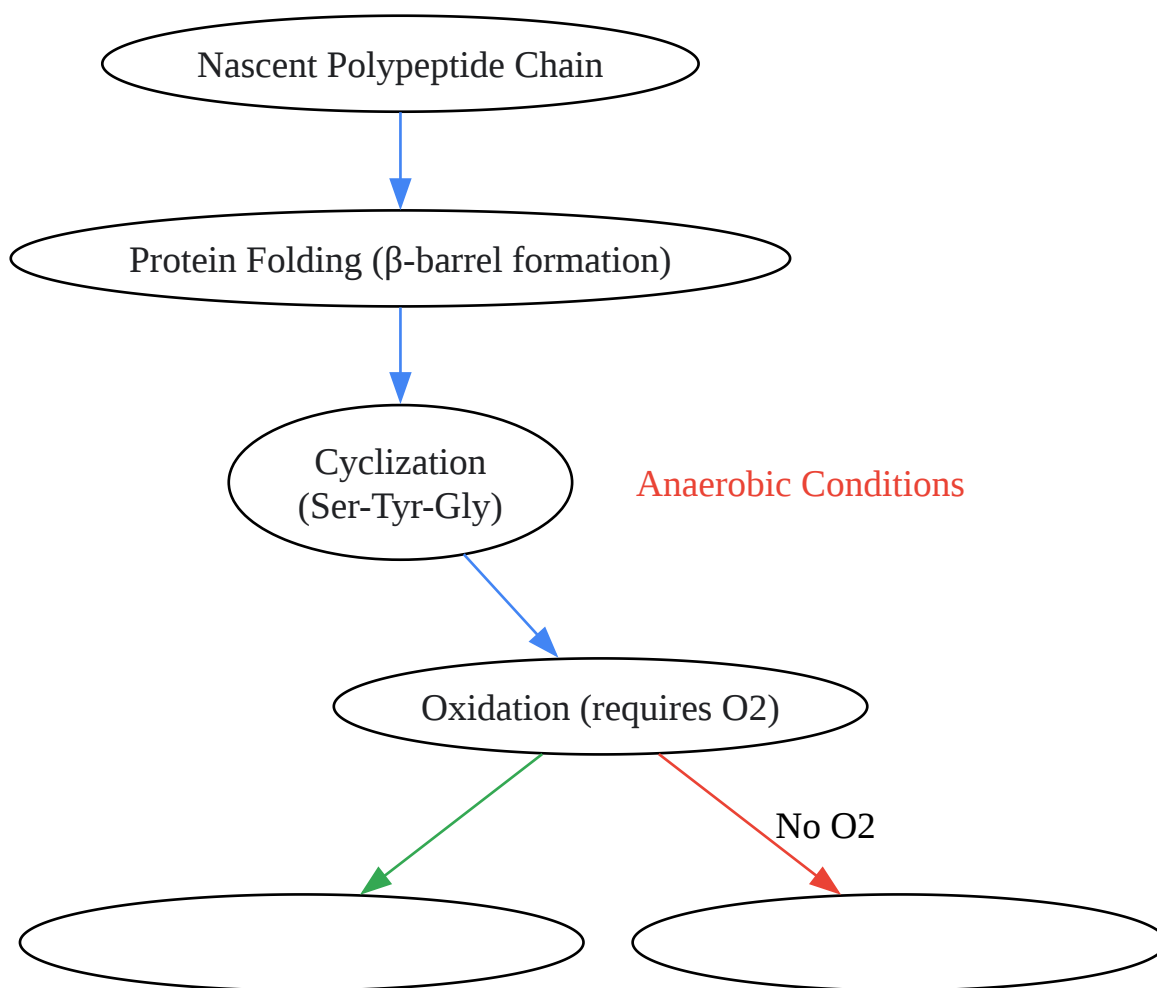 Nascent Polypeptide Chain
Protein Folding (β-barrel formation)
Cyclization
(Ser-Tyr-Gly)
Anaerobic Conditions
Oxidation (requires O2)
No O2